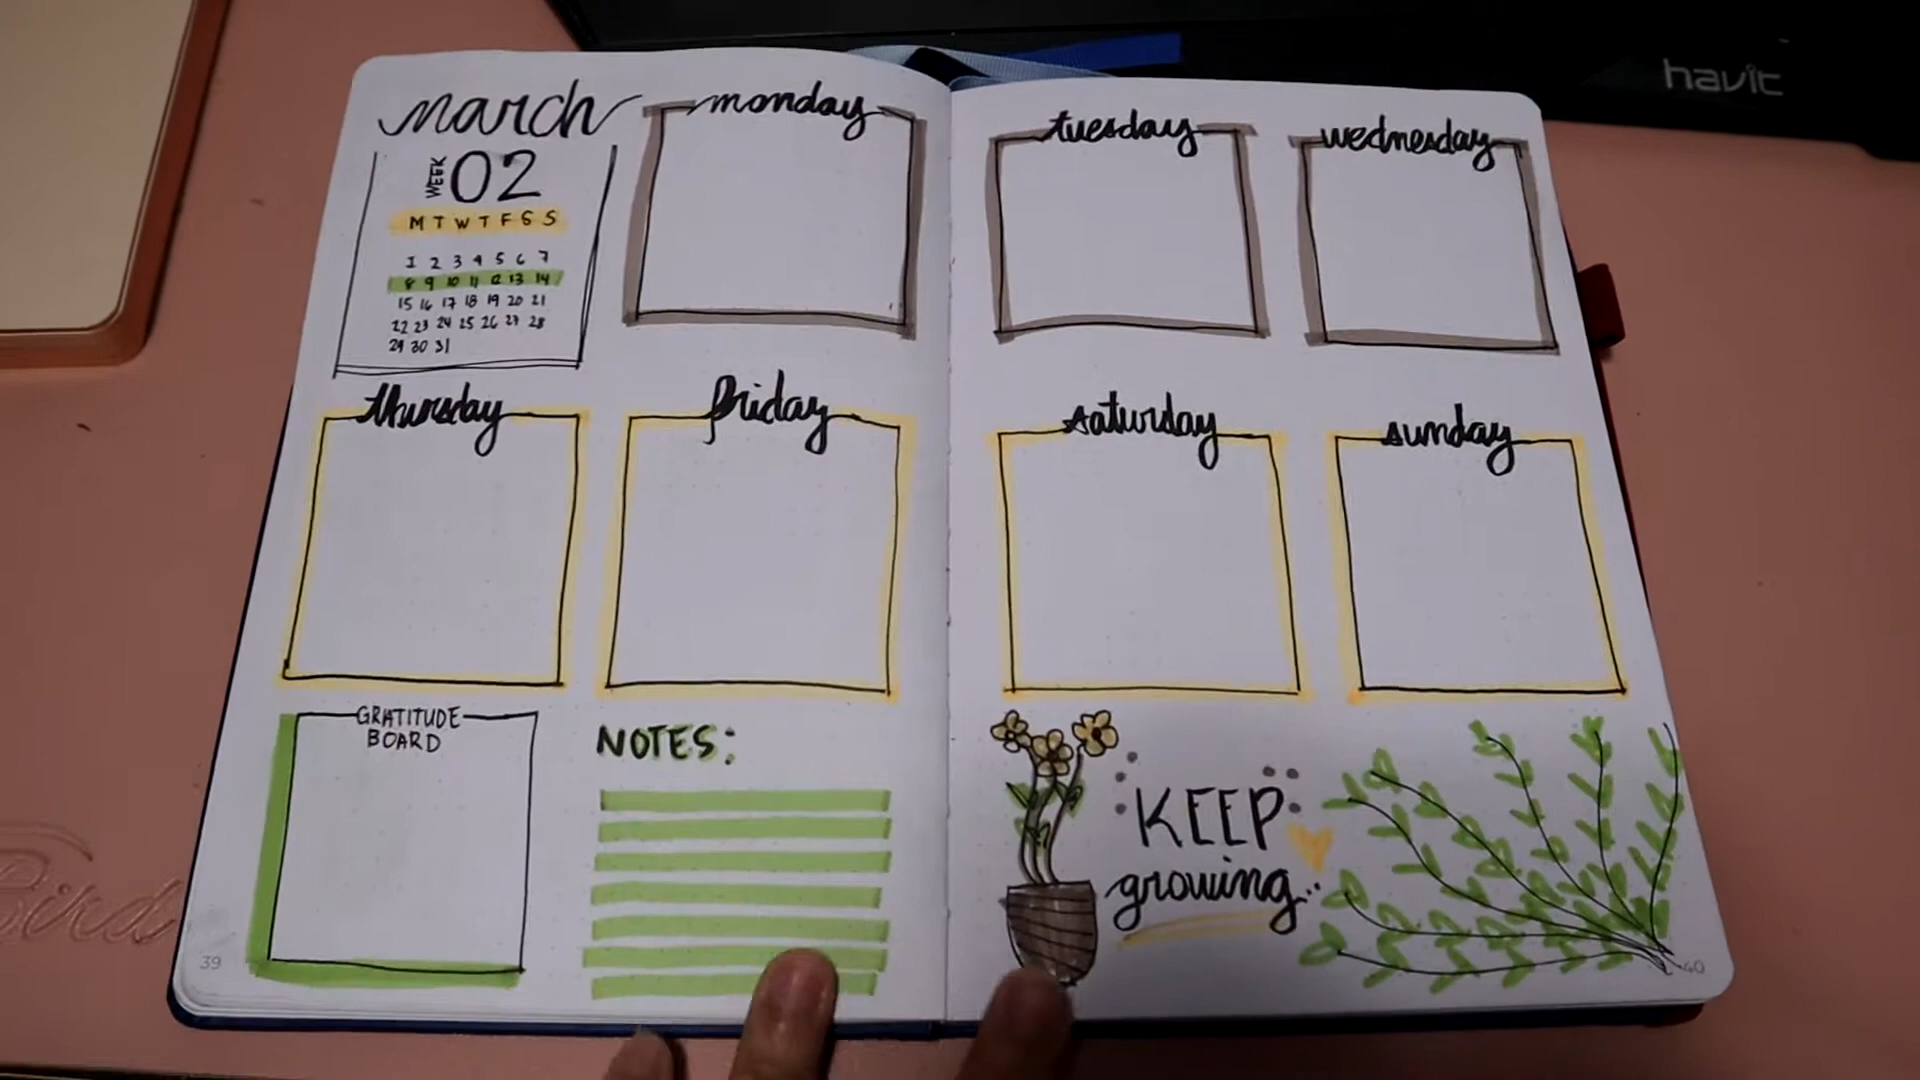 havit
march
WEEK 02
M T W T F S S
1 2 3 4 5 6 7
8 9 10 11 12 13 14
15 16 17 18 19 20 21
22 23 24 25 26 27 28
29 30 31
monday
tuesday
wednesday
thursday
friday
saturday
sunday
GRATITUDE
BOARD
NOTES:
KEEP
growing...
39
40
Bird